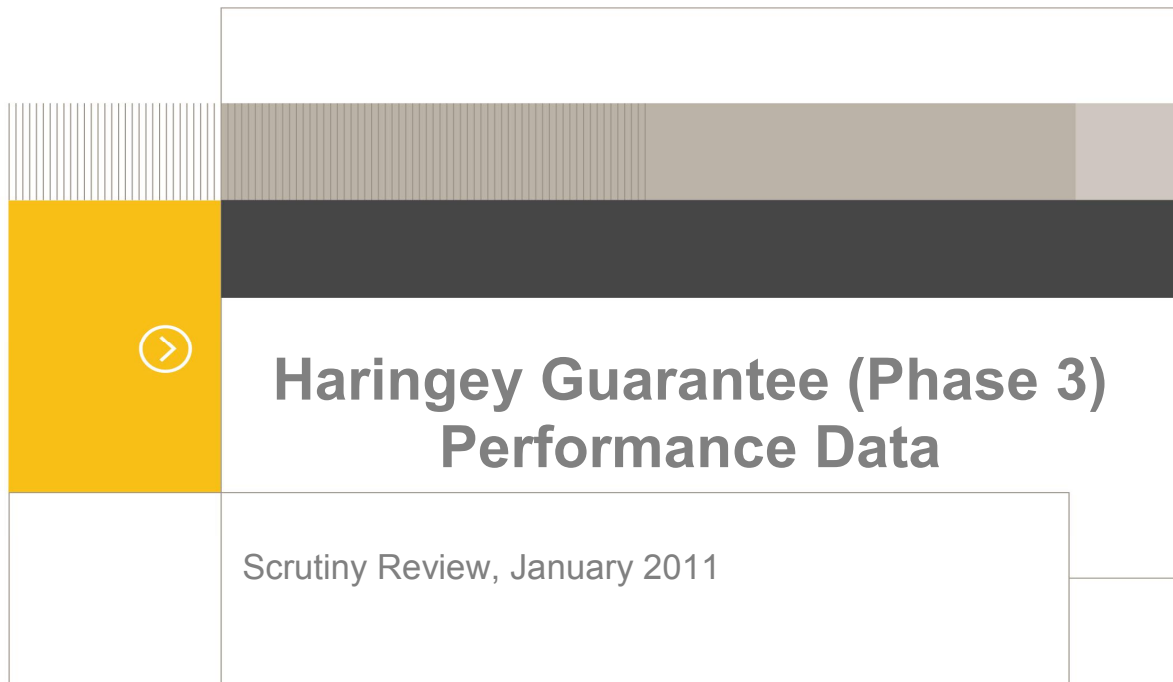 Haringey Guarantee (Phase 3)
Performance Data
Scrutiny Review, January 2011